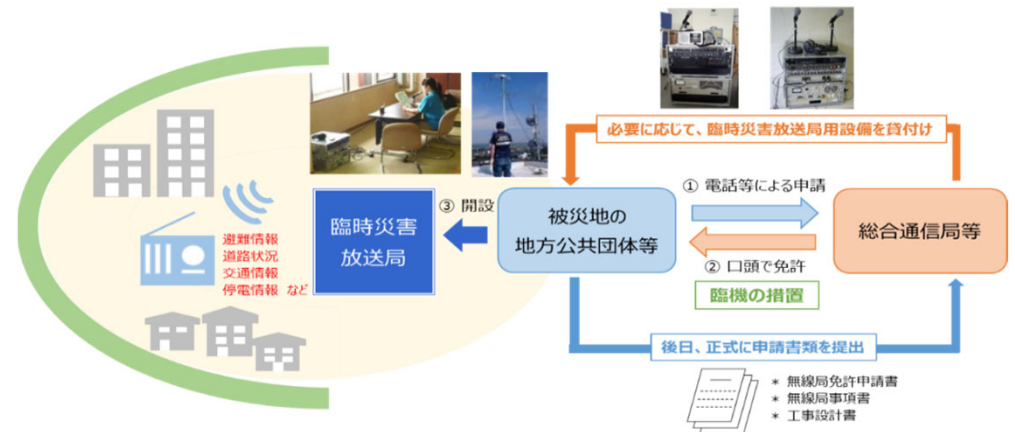 必要に応じて、臨時災害放送局用設備を貸付け
① 電話等による申請
③ 開設
臨時災害
放送局
被災地の
地方公共団体等
総合通信局等
避難情報
道路状況
交通情報
停電情報 など
② 口頭で免許
臨機の措置
後日、正式に申請書類を提出
* 無線局免許申請書
* 無線局事項書
* 工事設計書